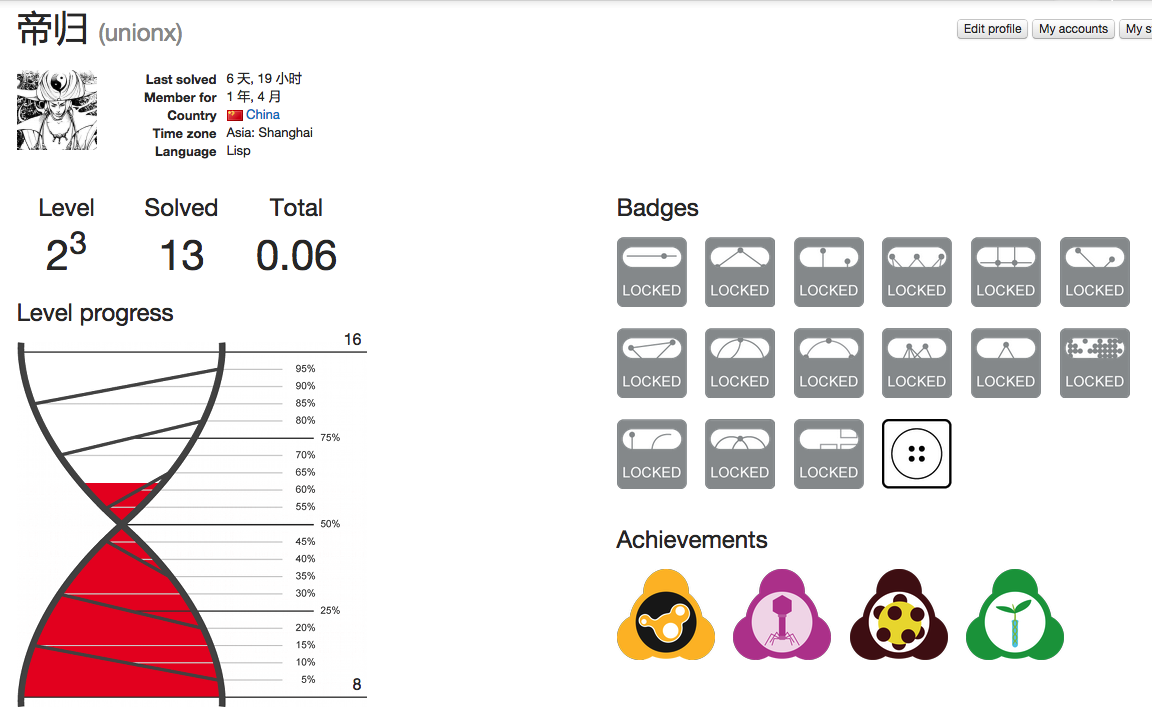 帝归 (unionx)
Edit profile
My accounts
My s
Last solved 6 天, 19 小时
Member for 1 年, 4 月
Country China
Time zone Asia: Shanghai
Language Lisp
Level Solved Total
2³ 13 0.06
Level progress
16
95%
90%
85%
80%
75%
70%
65%
60%
55%
50%
45%
40%
35%
30%
25%
20%
15%
10%
5%
8
Badges
LOCKED LOCKED LOCKED LOCKED LOCKED LOCKED
LOCKED LOCKED LOCKED LOCKED LOCKED LOCKED
LOCKED LOCKED LOCKED
Achievements